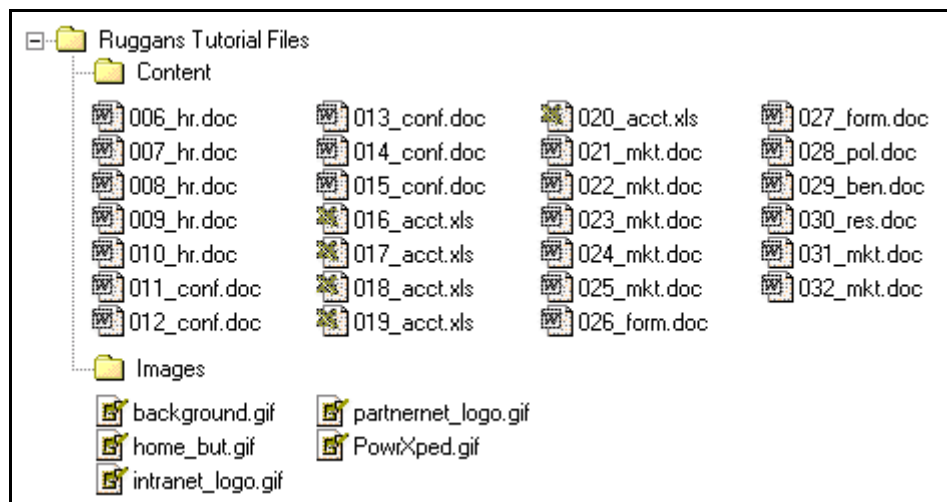 Ruggans Tutorial Files
Content
006_hr.doc 013_conf.doc 020_acct.xls 027_form.doc
007_hr.doc 014_conf.doc 021_mkt.doc 028_pol.doc
008_hr.doc 015_conf.doc 022_mkt.doc 029_ben.doc
009_hr.doc 016_acct.xls 023_mkt.doc 030_res.doc
010_hr.doc 017_acct.xls 024_mkt.doc 031_mkt.doc
011_conf.doc 018_acct.xls 025_mkt.doc 032_mkt.doc
012_conf.doc 019_acct.xls 026_form.doc
Images
background.gif partnernet_logo.gif
home_but.gif PowrXped.gif
intranet_logo.gif